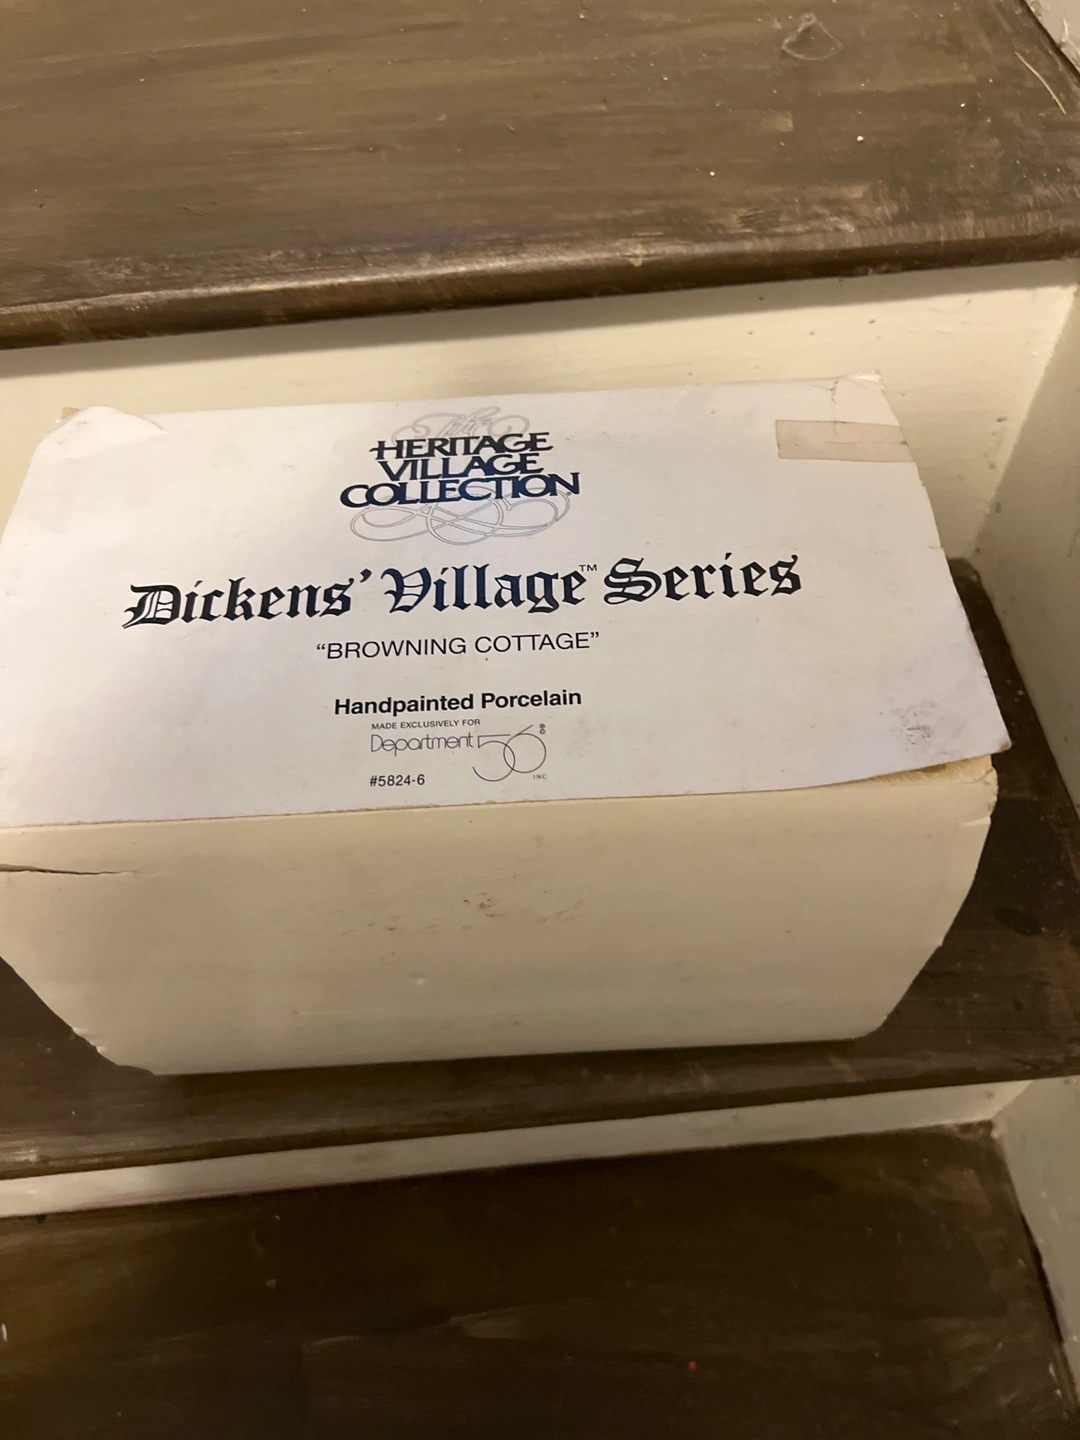 The
HERITAGE
VILLAGE
COLLECTION®
Dickens' Village™ Series
“BROWNING COTTAGE”
Handpainted Porcelain
MADE EXCLUSIVELY FOR
Department 56®
INC
#5824-6